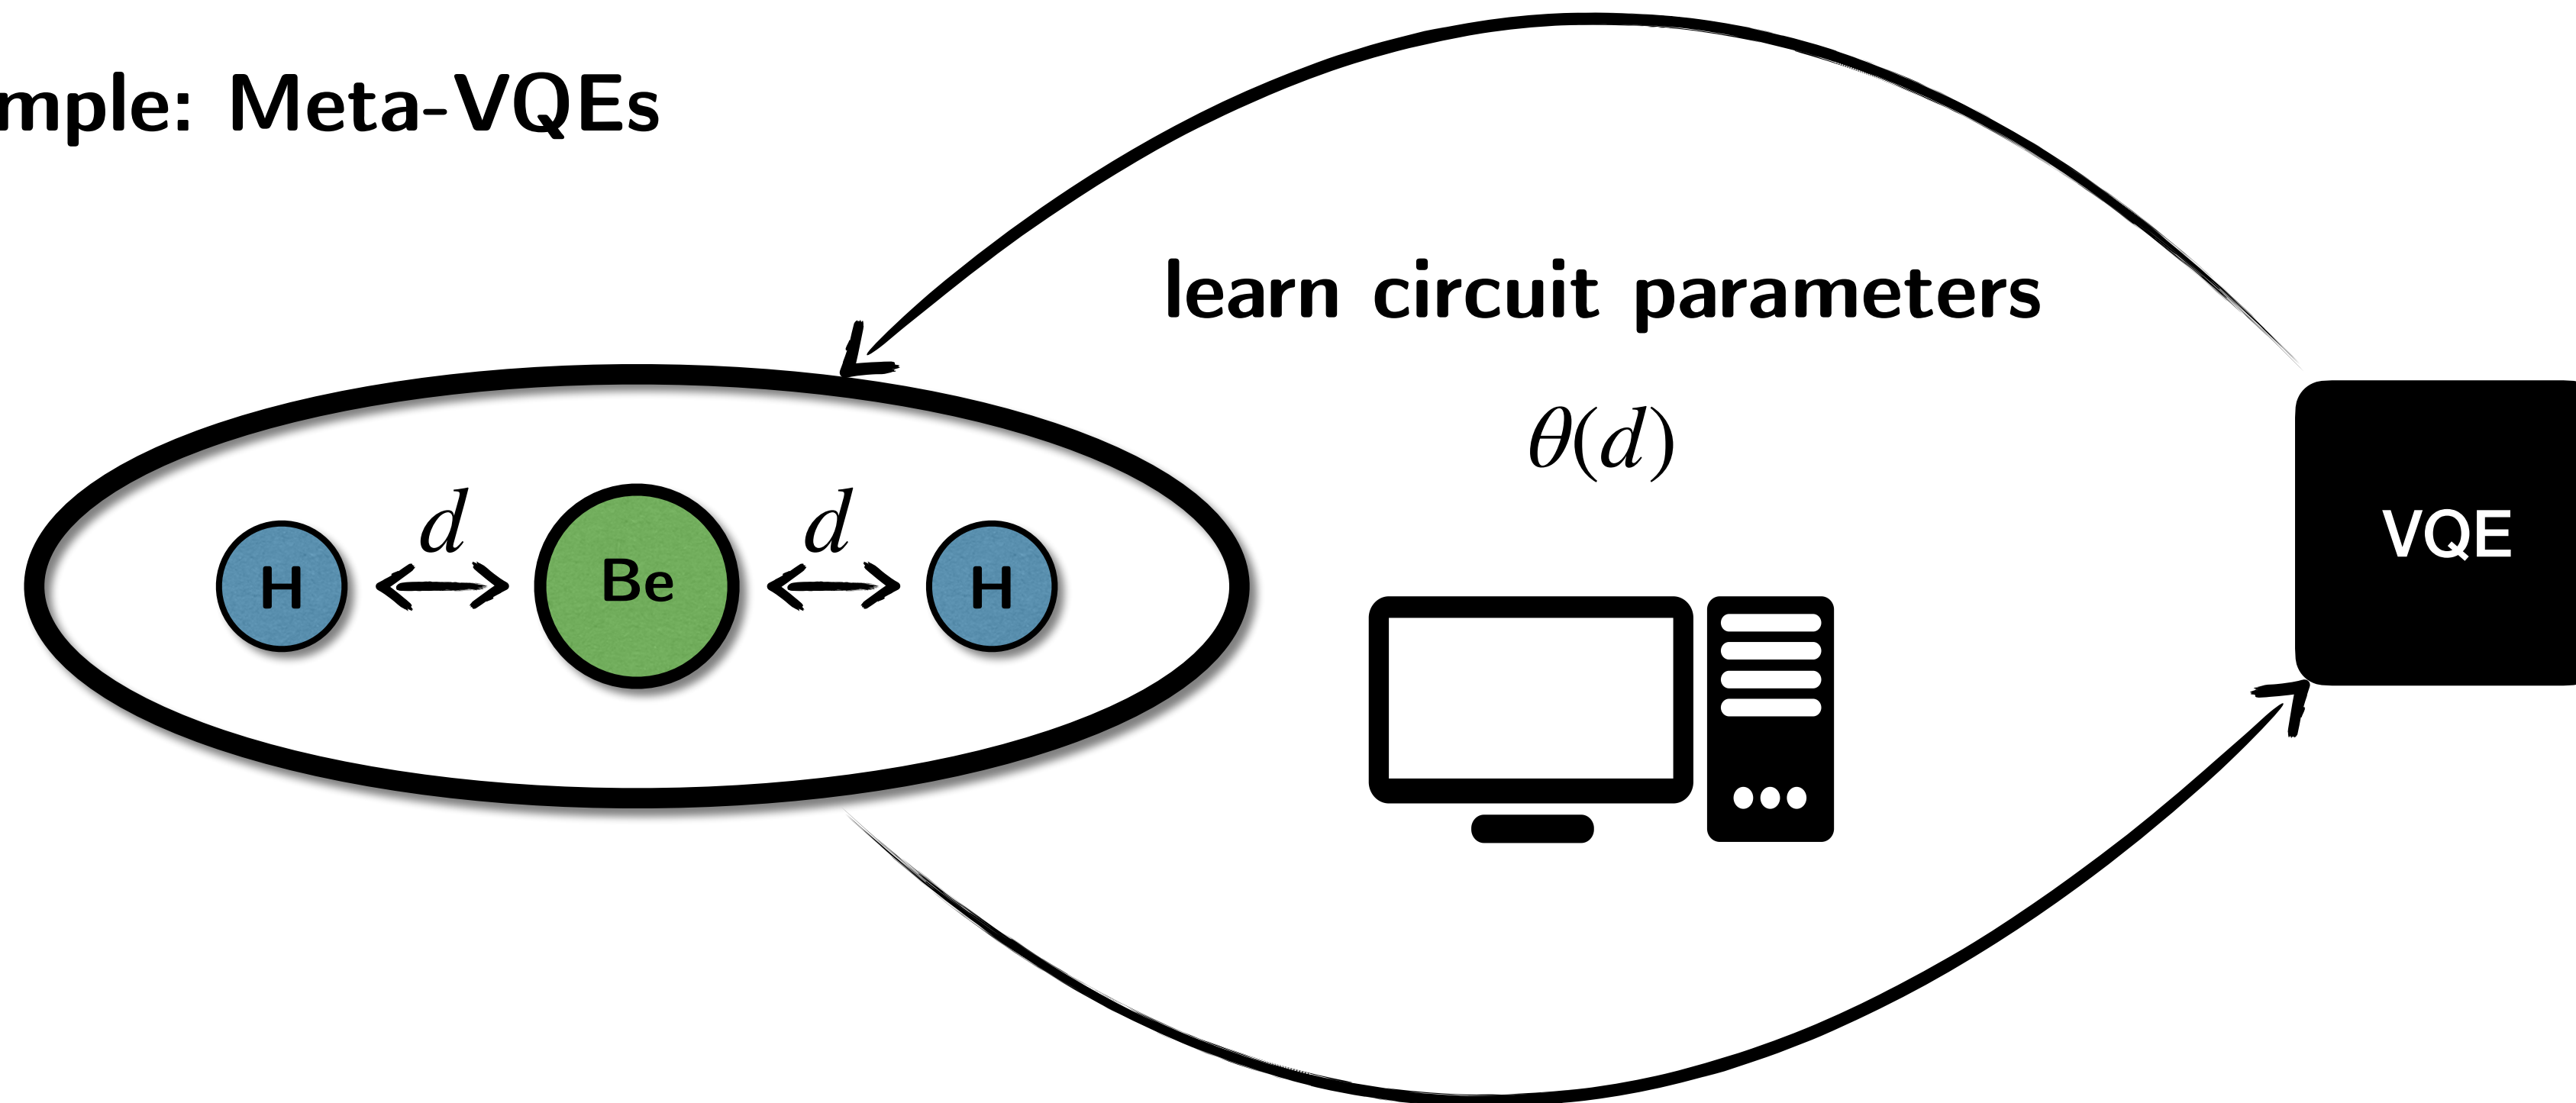 mple: Meta-VQEs
learn circuit parameters
θ(d)
d d
H Be H
VQE